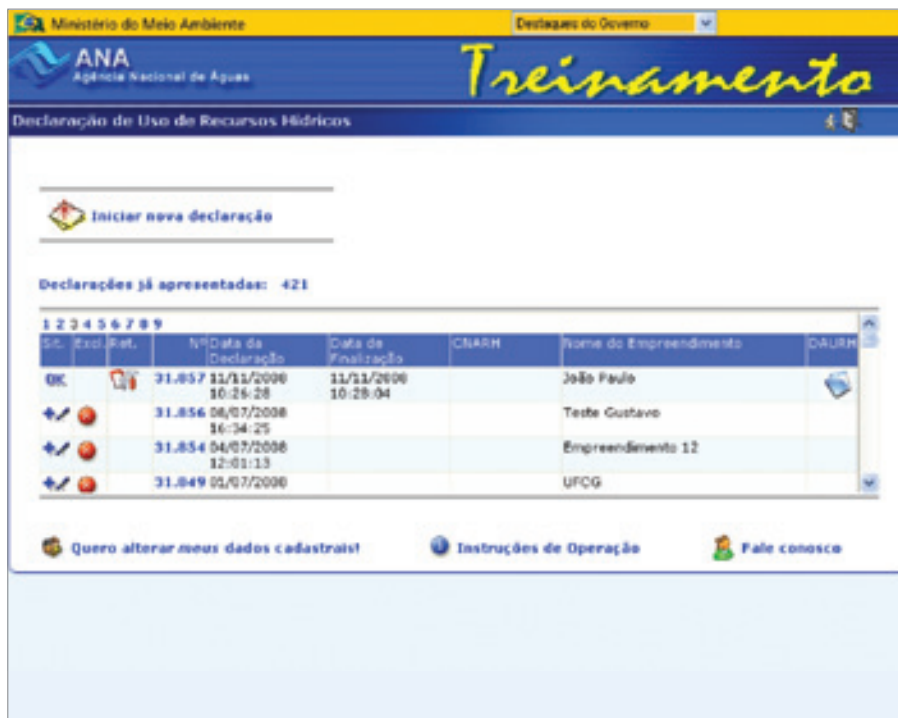 Ministério do Meio Ambiente
Destaques do Governo
ANA
Agência Nacional de Águas
Treinamento
Declaração de Uso de Recursos Hídricos
Iniciar nova declaração
Declarações já apresentadas: 421
1 2 3 4 5 6 7 8 9
Sit. Excl. Ret. Nº Data da Declaração Data de Finalização CNARH Nome do Empreendimento DAURH
OK 31.857 11/11/2008 10:26:28 11/11/2008 10:28:04 João Paulo
31.856 08/07/2008 16:34:25 Teste Gustavo
31.854 04/07/2008 12:01:13 Empreendimento 12
31.849 01/07/2008 UFCG
Quero alterar meus dados cadastrais!
Instruções de Operação
Fale conosco